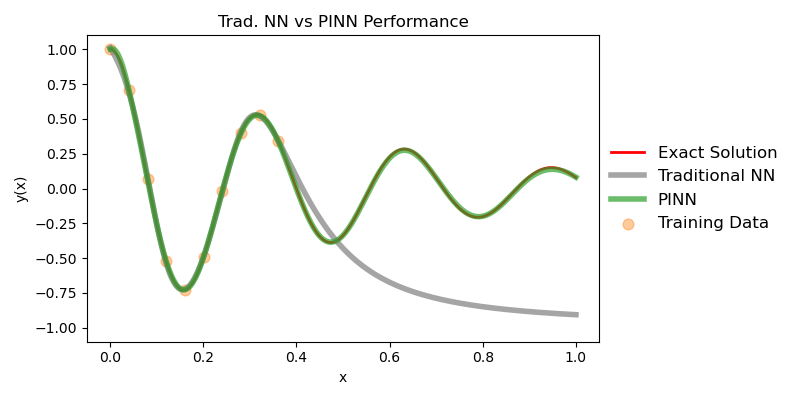 Trad. NN vs PINN Performance
1.00
0.75
0.50
0.25
0.00
−0.25
−0.50
−0.75
−1.00
y(x)
0.0 0.2 0.4 0.6 0.8 1.0
x
Exact Solution
Traditional NN
PINN
Training Data